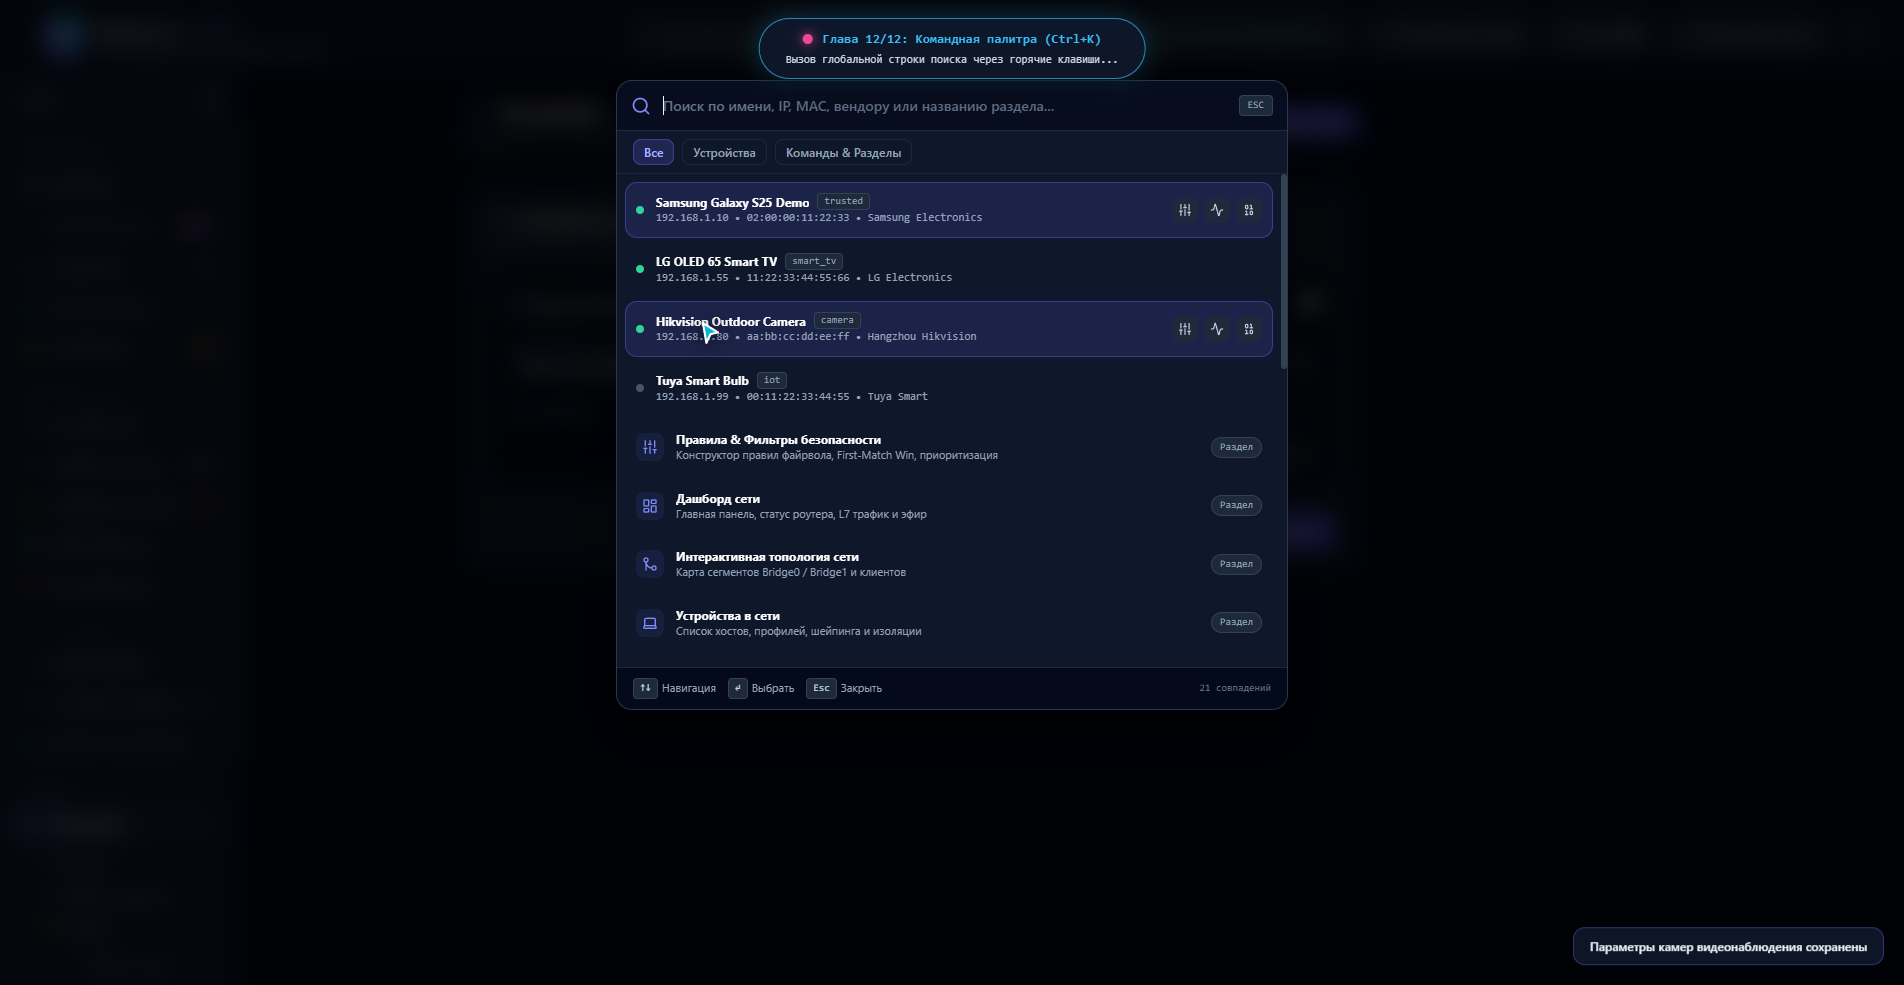 Глава 12/12: Командная палитра (Ctrl+K)
Вызов глобальной строки поиска через горячие клавиши...
Поиск по имени, IP, MAC, вендору или названию раздела...
ESC
Все
Устройства
Команды & Разделы
Samsung Galaxy S25 Demo
trusted
192.168.1.10 • 02:00:00:11:22:33 • Samsung Electronics
LG OLED 65 Smart TV
smart_tv
192.168.1.55 • 11:22:33:44:55:66 • LG Electronics
Hikvision Outdoor Camera
camera
192.168.1.80 • aa:bb:cc:dd:ee:ff • Hangzhou Hikvision
Tuya Smart Bulb
iot
192.168.1.99 • 00:11:22:33:44:55 • Tuya Smart
Правила & Фильтры безопасности
Конструктор правил файрвола, First-Match Win, приоритизация
Раздел
Дашборд сети
Главная панель, статус роутера, L7 трафик и эфир
Раздел
Интерактивная топология сети
Карта сегментов Bridge0 / Bridge1 и клиентов
Раздел
Устройства в сети
Список хостов, профилей, шейпинга и изоляции
Раздел
↑↓ Навигация
↵ Выбрать
Esc Закрыть
21 совпадений
Параметры камер видеонаблюдения сохранены